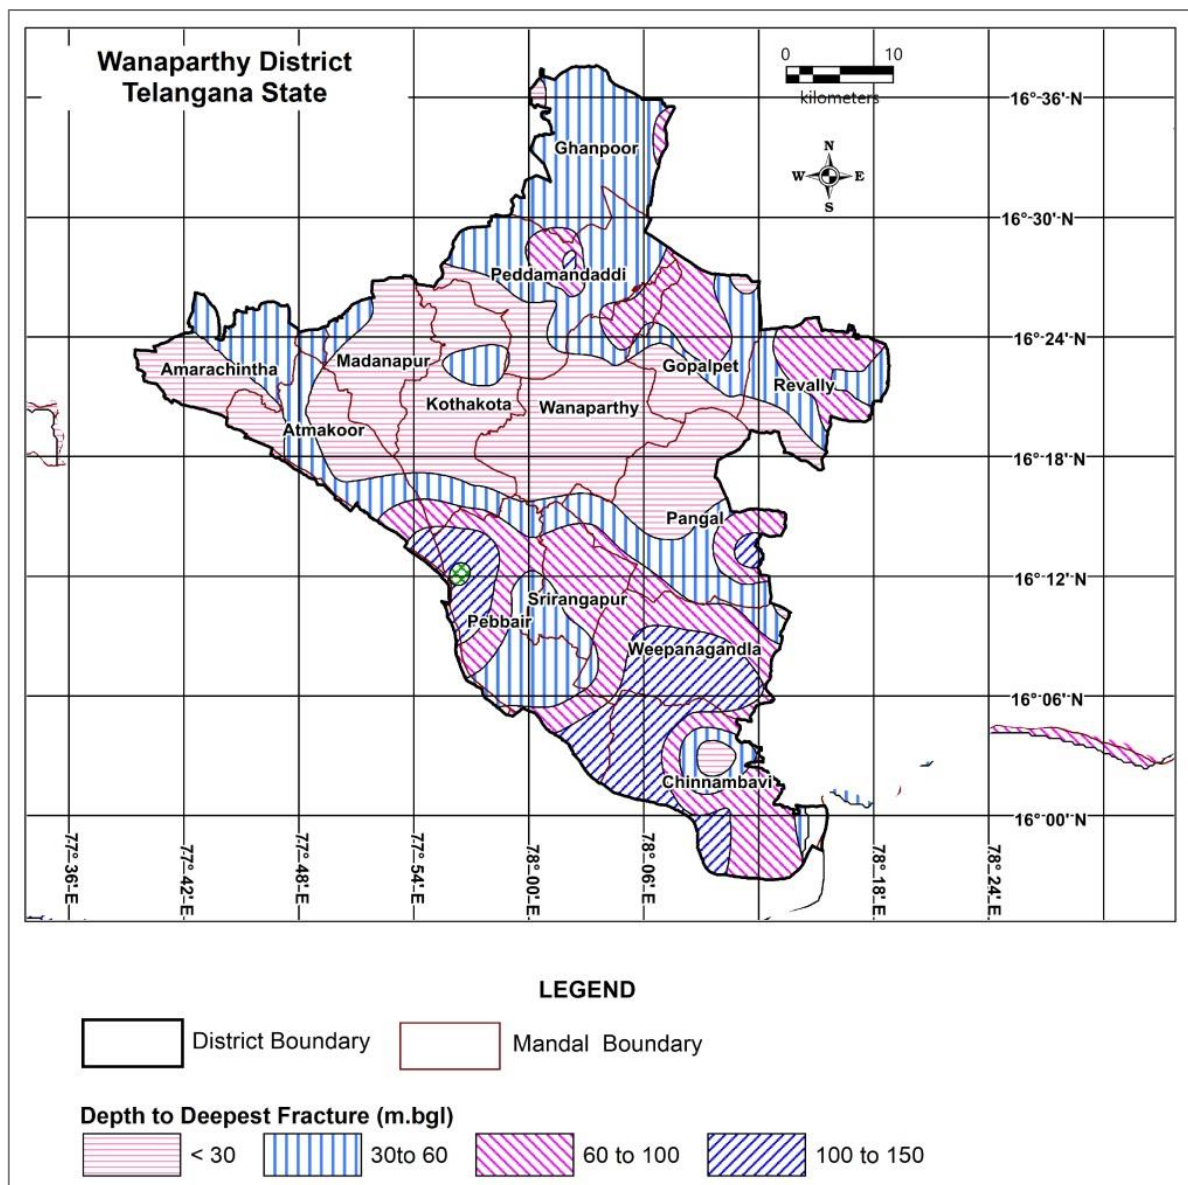 Wanaparthy District
Telangana State
0 10
kilometers
N
W E
S
16°36'N
16°30'N
16°24'N
16°18'N
16°12'N
16°06'N
16°00'N
Ghanpoor
Peddamandaddi
Amarachintha
Madanapur
Gopalpet
Revally
Kothakota
Wanaparthy
Atmakoor
Pangal
Srirangapur
Pebbair
Weepanagandla
Chinnambavi
77°36'E
77°42'E
77°48'E
77°54'E
78°00'E
78°06'E
78°18'E
78°24'E
LEGEND
District Boundary
Mandal Boundary
Depth to Deepest Fracture (m.bgl)
< 30
30to 60
60 to 100
100 to 150